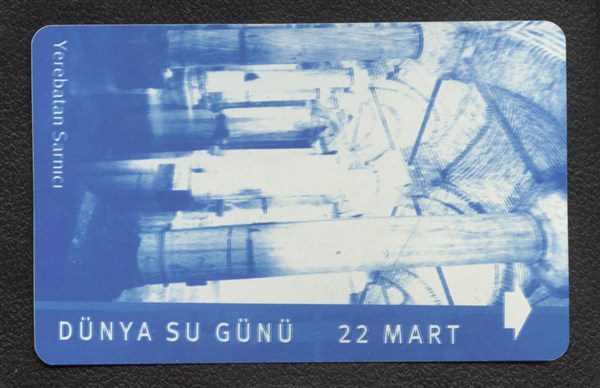 Yerebatan Sarnıcı
DÜNYA SU GÜNÜ 22 MART